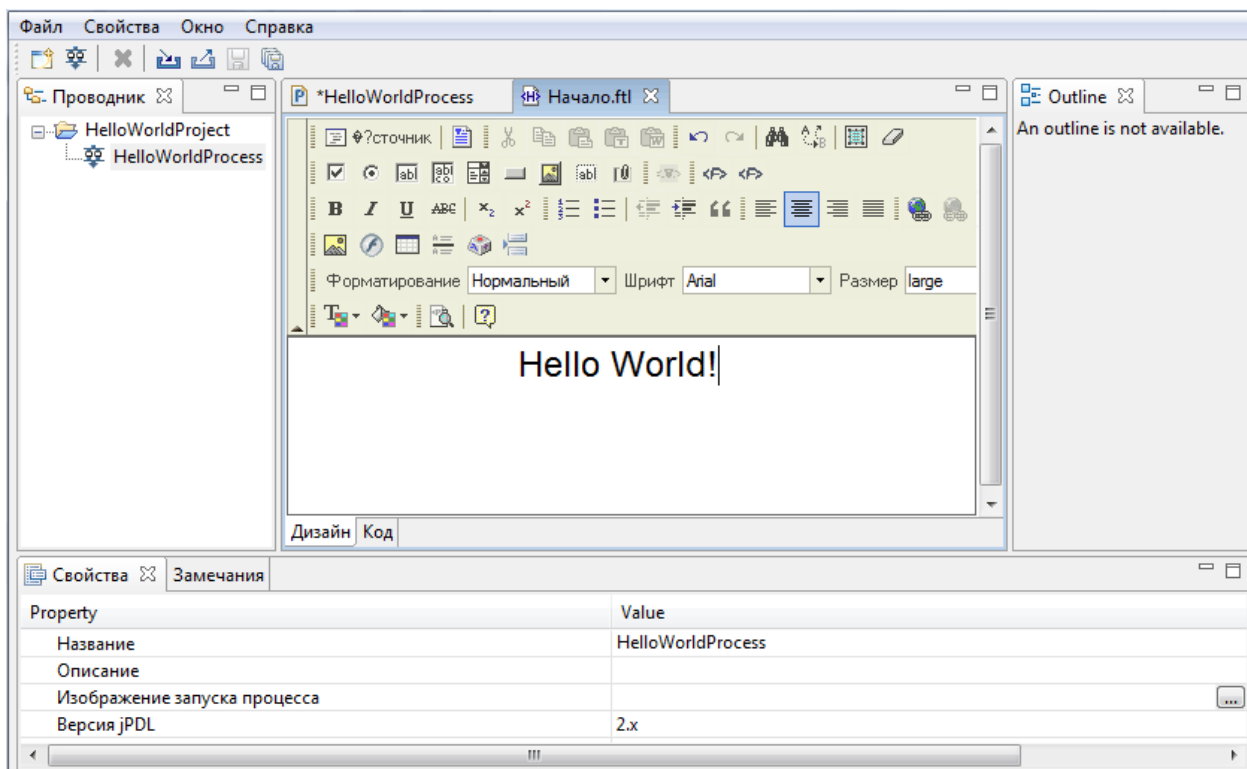 Файл Свойства Окно Справка
Проводник
HelloWorldProject
HelloWorldProcess
*HelloWorldProcess Начало.ftl
�?сточник
Форматирование Нормальный Шрифт Arial Размер large
Hello World!
Дизайн Код
Outline
An outline is not available.
Свойства Замечания
Property Value
Название HelloWorldProcess
Описание
Изображение запуска процесса ...
Версия jPDL 2.x